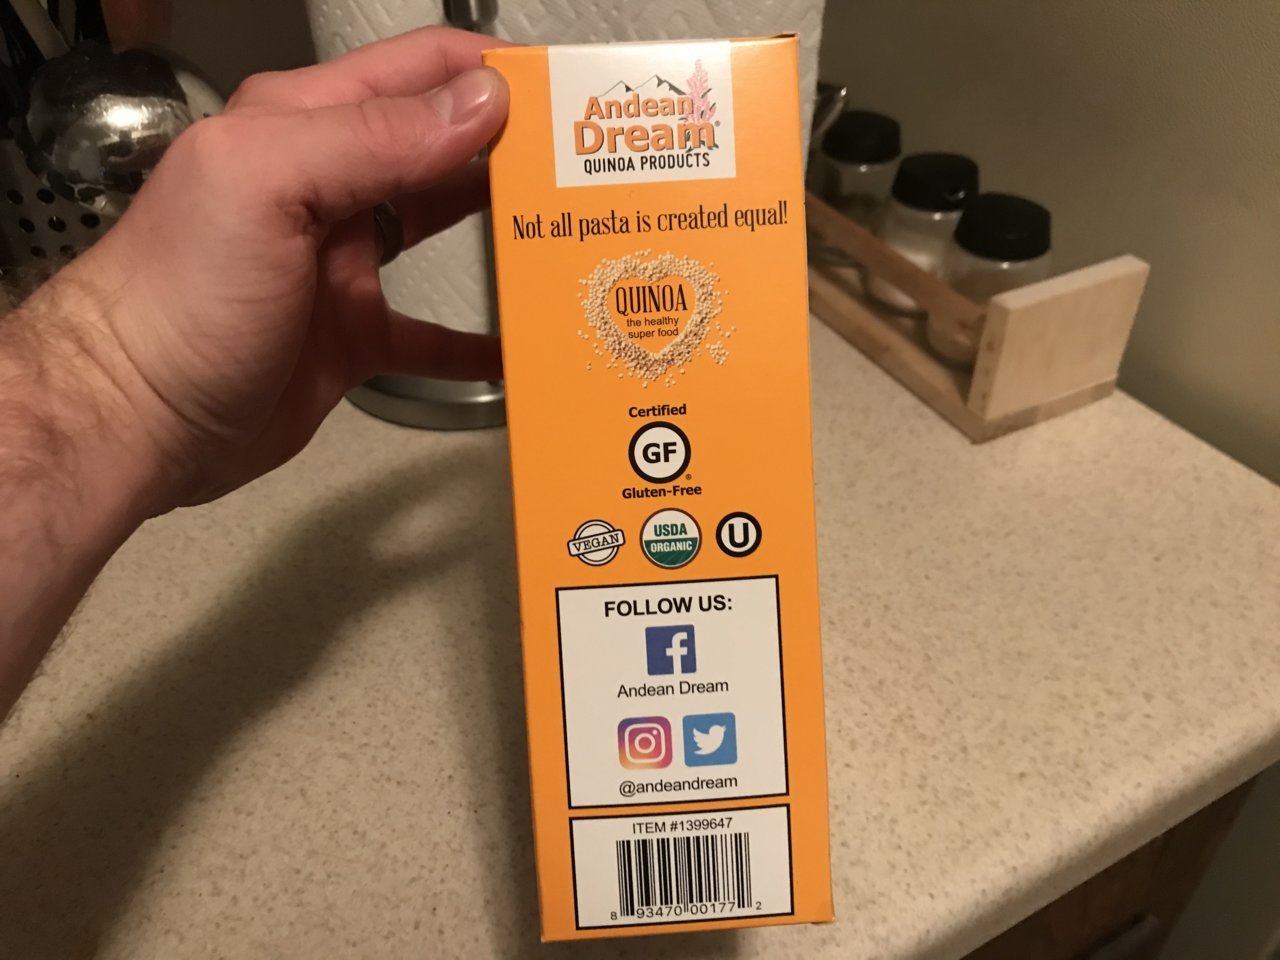 Andean
Dream®
QUINOA PRODUCTS
Not all pasta is created equal!
QUINOA
the healthy
super food
Certified
GF®
Gluten-Free
VEGAN
USDA
ORGANIC
U
FOLLOW US:
f
Andean Dream
@andeandream
ITEM #1399647
8 93470 00177 2